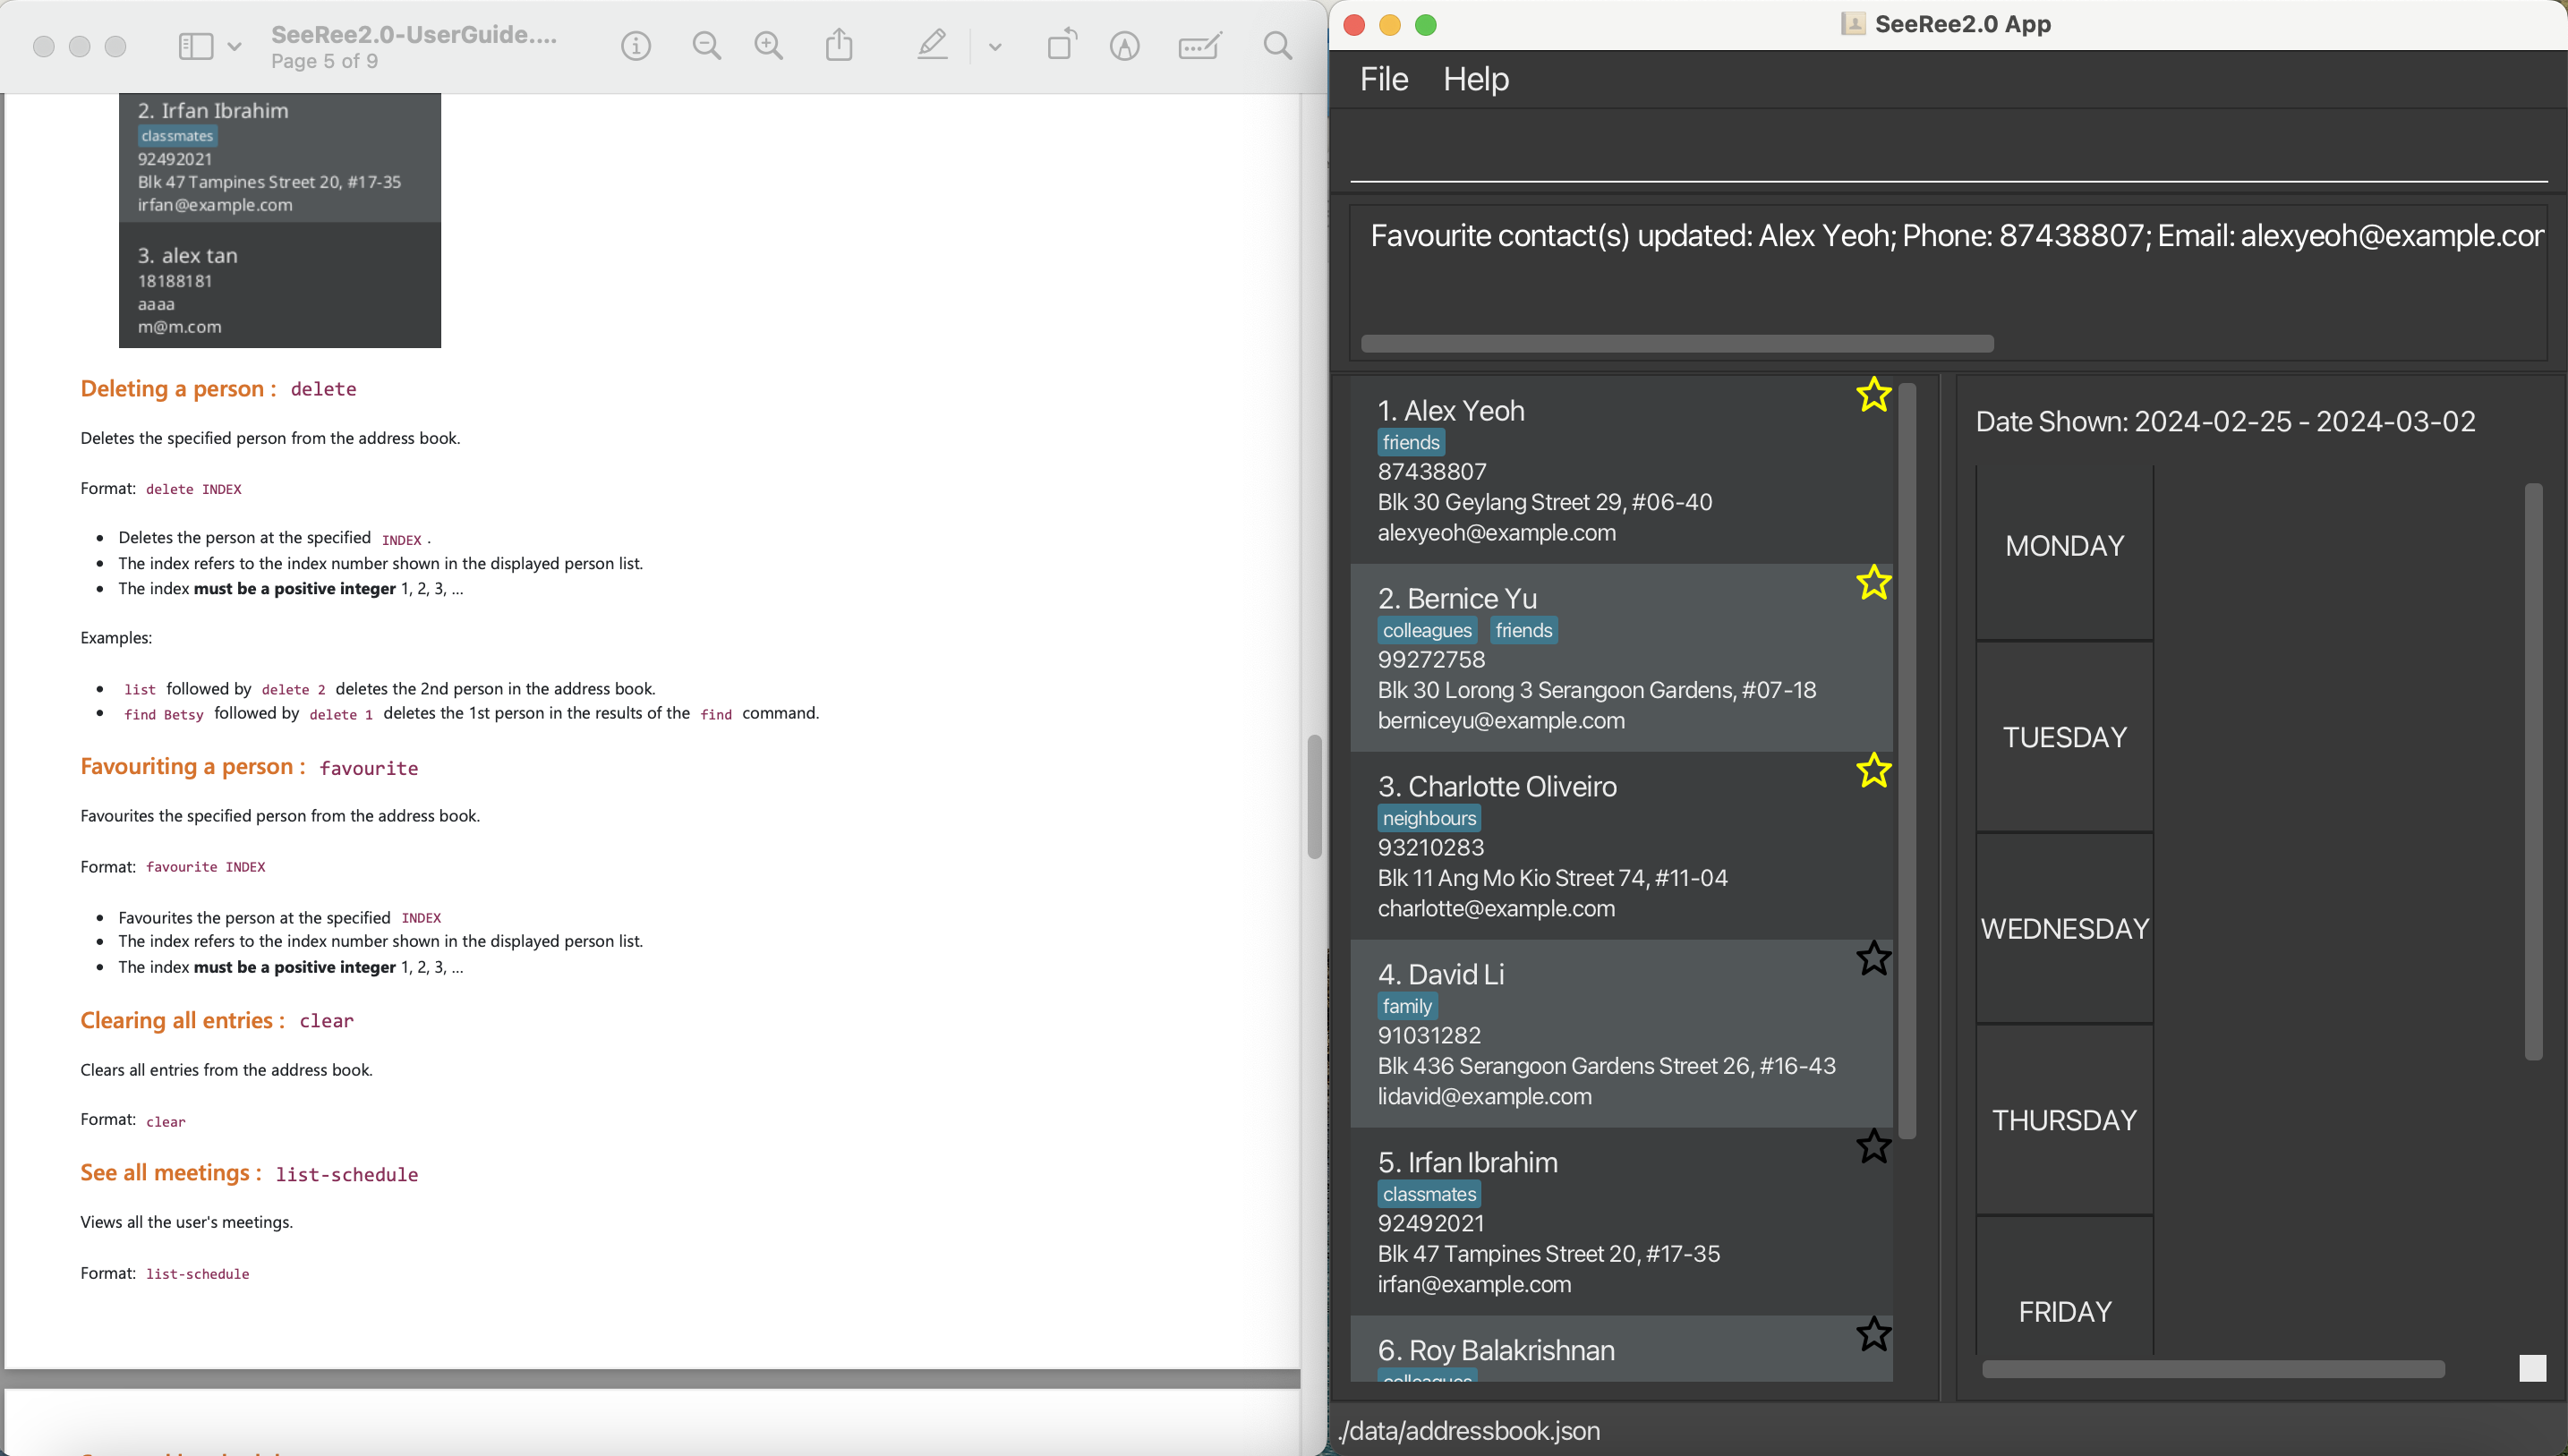 SeeRee2.0-UserGuide....
Page 5 of 9
2. Irfan Ibrahim
classmates
92492021
Blk 47 Tampines Street 20, #17-35
irfan@example.com
3. alex tan
18188181
aaaa
m@m.com
Deleting a person : delete
Deletes the specified person from the address book.
Format: delete INDEX
• Deletes the person at the specified INDEX .
• The index refers to the index number shown in the displayed person list.
• The index must be a positive integer 1, 2, 3, ...
Examples:
• list followed by delete 2 deletes the 2nd person in the address book.
• find Betsy followed by delete 1 deletes the 1st person in the results of the find command.
Favouriting a person : favourite
Favourites the specified person from the address book.
Format: favourite INDEX
• Favourites the person at the specified INDEX
• The index refers to the index number shown in the displayed person list.
• The index must be a positive integer 1, 2, 3, ...
Clearing all entries : clear
Clears all entries from the address book.
Format: clear
See all meetings : list-schedule
Views all the user's meetings.
Format: list-schedule
SeeRee2.0 App
File Help
Favourite contact(s) updated: Alex Yeoh; Phone: 87438807; Email: alexyeoh@example.cor
1. Alex Yeoh
friends
87438807
Blk 30 Geylang Street 29, #06-40
alexyeoh@example.com
2. Bernice Yu
colleagues friends
99272758
Blk 30 Lorong 3 Serangoon Gardens, #07-18
berniceyu@example.com
3. Charlotte Oliveiro
neighbours
93210283
Blk 11 Ang Mo Kio Street 74, #11-04
charlotte@example.com
4. David Li
family
91031282
Blk 436 Serangoon Gardens Street 26, #16-43
lidavid@example.com
5. Irfan Ibrahim
classmates
92492021
Blk 47 Tampines Street 20, #17-35
irfan@example.com
6. Roy Balakrishnan
colleagues
Date Shown: 2024-02-25 - 2024-03-02
MONDAY
TUESDAY
WEDNESDAY
THURSDAY
FRIDAY
./data/addressbook.json